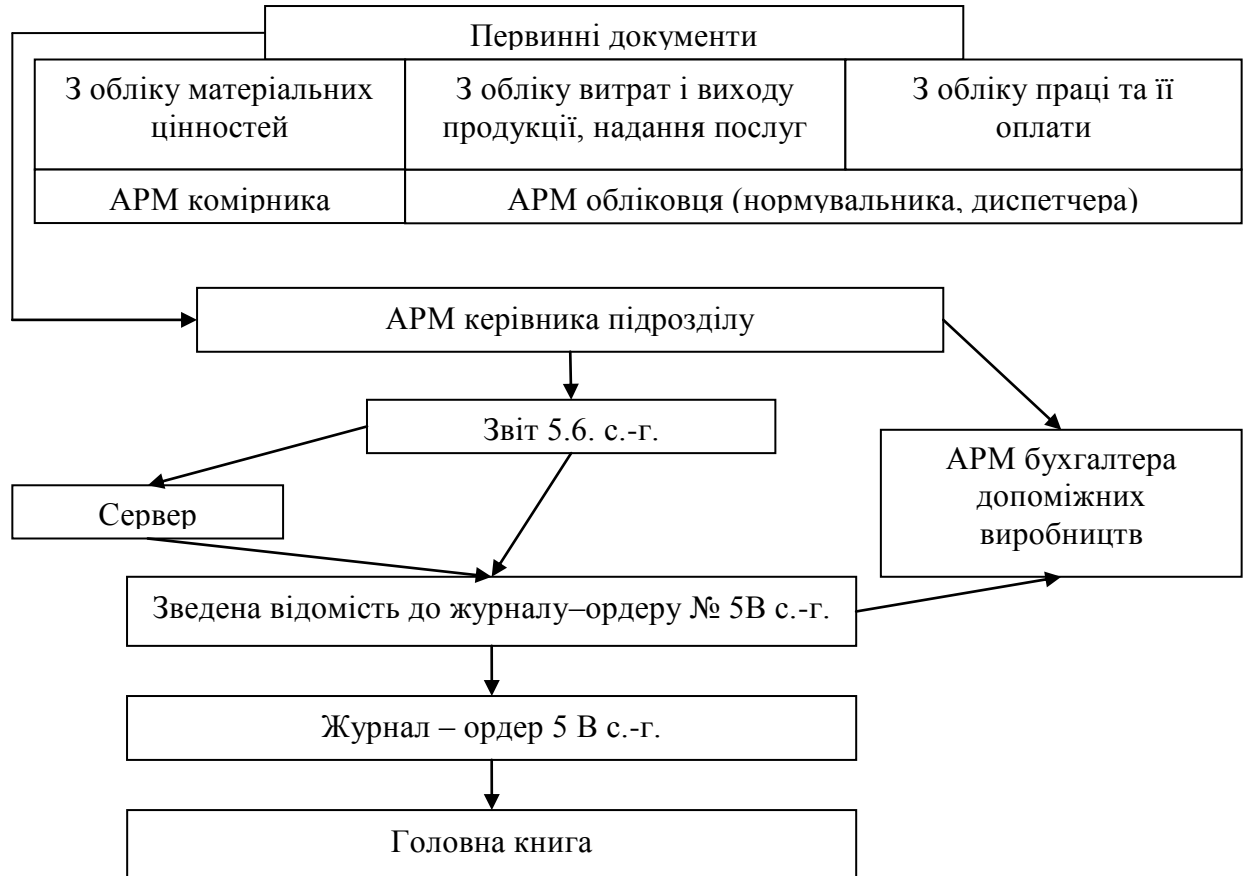 Первинні документи
З обліку матеріальних
цінностей
З обліку витрат і виходу
продукції, надання послуг
З обліку праці та її
оплати
АРМ комірника
АРМ обліковця (нормувальника, диспетчера)
АРМ керівника підрозділу
Звіт 5.6. с.-г.
АРМ бухгалтера
допоміжних
виробництв
Сервер
Зведена відомість до журналу–ордеру № 5В с.-г.
Журнал – ордер 5 В с.-г.
Головна книга